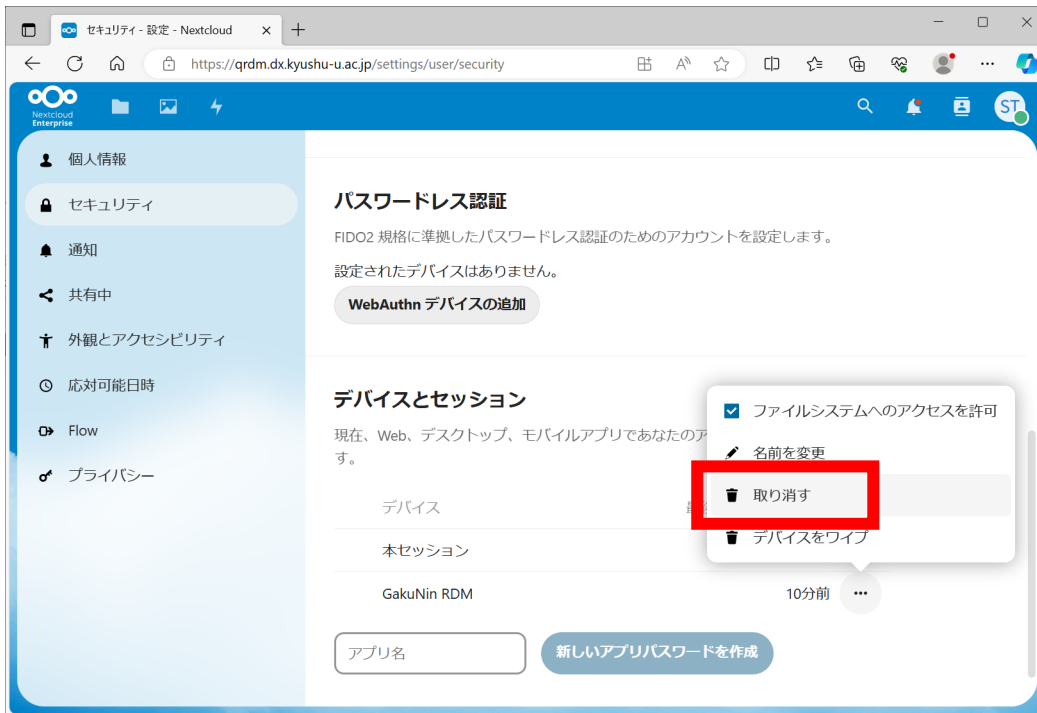 セキュリティ - 設定 - Nextcloud
https://qrdm.dx.kyushu-u.ac.jp/settings/user/security
Nextcloud
Enterprise
ST
個人情報
セキュリティ
通知
共有中
外観とアクセシビリティ
応対可能日時
Flow
プライバシー
パスワードレス認証
FIDO2 規格に準拠したパスワードレス認証のためのアカウントを設定します。
設定されたデバイスはありません。
WebAuthn デバイスの追加
デバイスとセッション
現在、Web、デスクトップ、モバイルアプリであなたのア
す。
ファイルシステムへのアクセスを許可
名前を変更
取り消す
デバイスをワイプ
デバイス
本セッション
GakuNin RDM
10分前
アプリ名
新しいアプリパスワードを作成